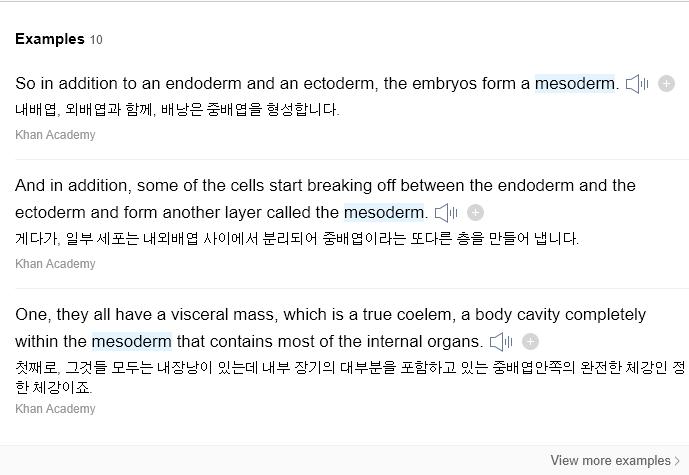 Examples 10
So in addition to an endoderm and an ectoderm, the embryos form a mesoderm.
내배엽, 외배엽과 함께, 배낭은 중배엽을 형성합니다.
Khan Academy
And in addition, some of the cells start breaking off between the endoderm and the
ectoderm and form another layer called the mesoderm.
게다가, 일부 세포는 내외배엽 사이에서 분리되어 중배엽이라는 또다른 층을 만들어 냅니다.
Khan Academy
One, they all have a visceral mass, which is a true coelem, a body cavity completely
within the mesoderm that contains most of the internal organs.
첫째로, 그것들 모두는 내장낭이 있는데 내부 장기의 대부분을 포함하고 있는 중배엽안쪽의 완전한 체강인 정
한 체강이죠.
Khan Academy
View more examples >